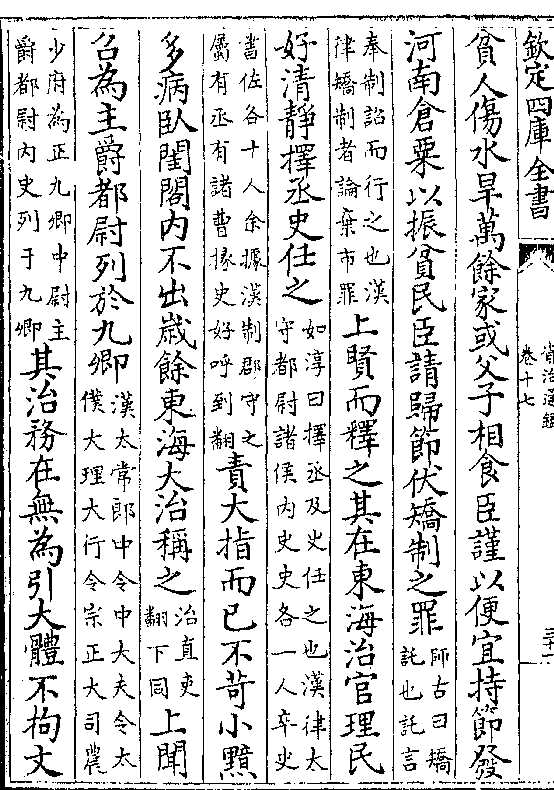 欽定四庫全書
資治通鑑
卷十七
貧人傷水旱萬餘家或父子相食臣謹以便宜持節發
河南倉粟以振貧民臣請歸節伏矯制之罪
師古曰矯
託也託言
奉制詔而行之也漢
律矯制者論棄市罪
上賢而釋之其在東海治官理民
好清靜擇丞史任之
如淳曰擇丞及史任之也漢律太
守都尉諸侯内史史各一人卒史
書佐各十人余據漢制郡守之
屬有丞有諸曹掾史好呼到翻
責大指而已不苛小黯
多病臥閨閤内不出歲餘東海大治稱之
治直吏
翻下同
上聞
召為主爵都尉列於九卿
漢太常郎中令中大夫令太
僕大理大行令宗正大司農
少府為正九卿中尉主
爵都尉内史列于九卿
其治務在無為引大體不拘文